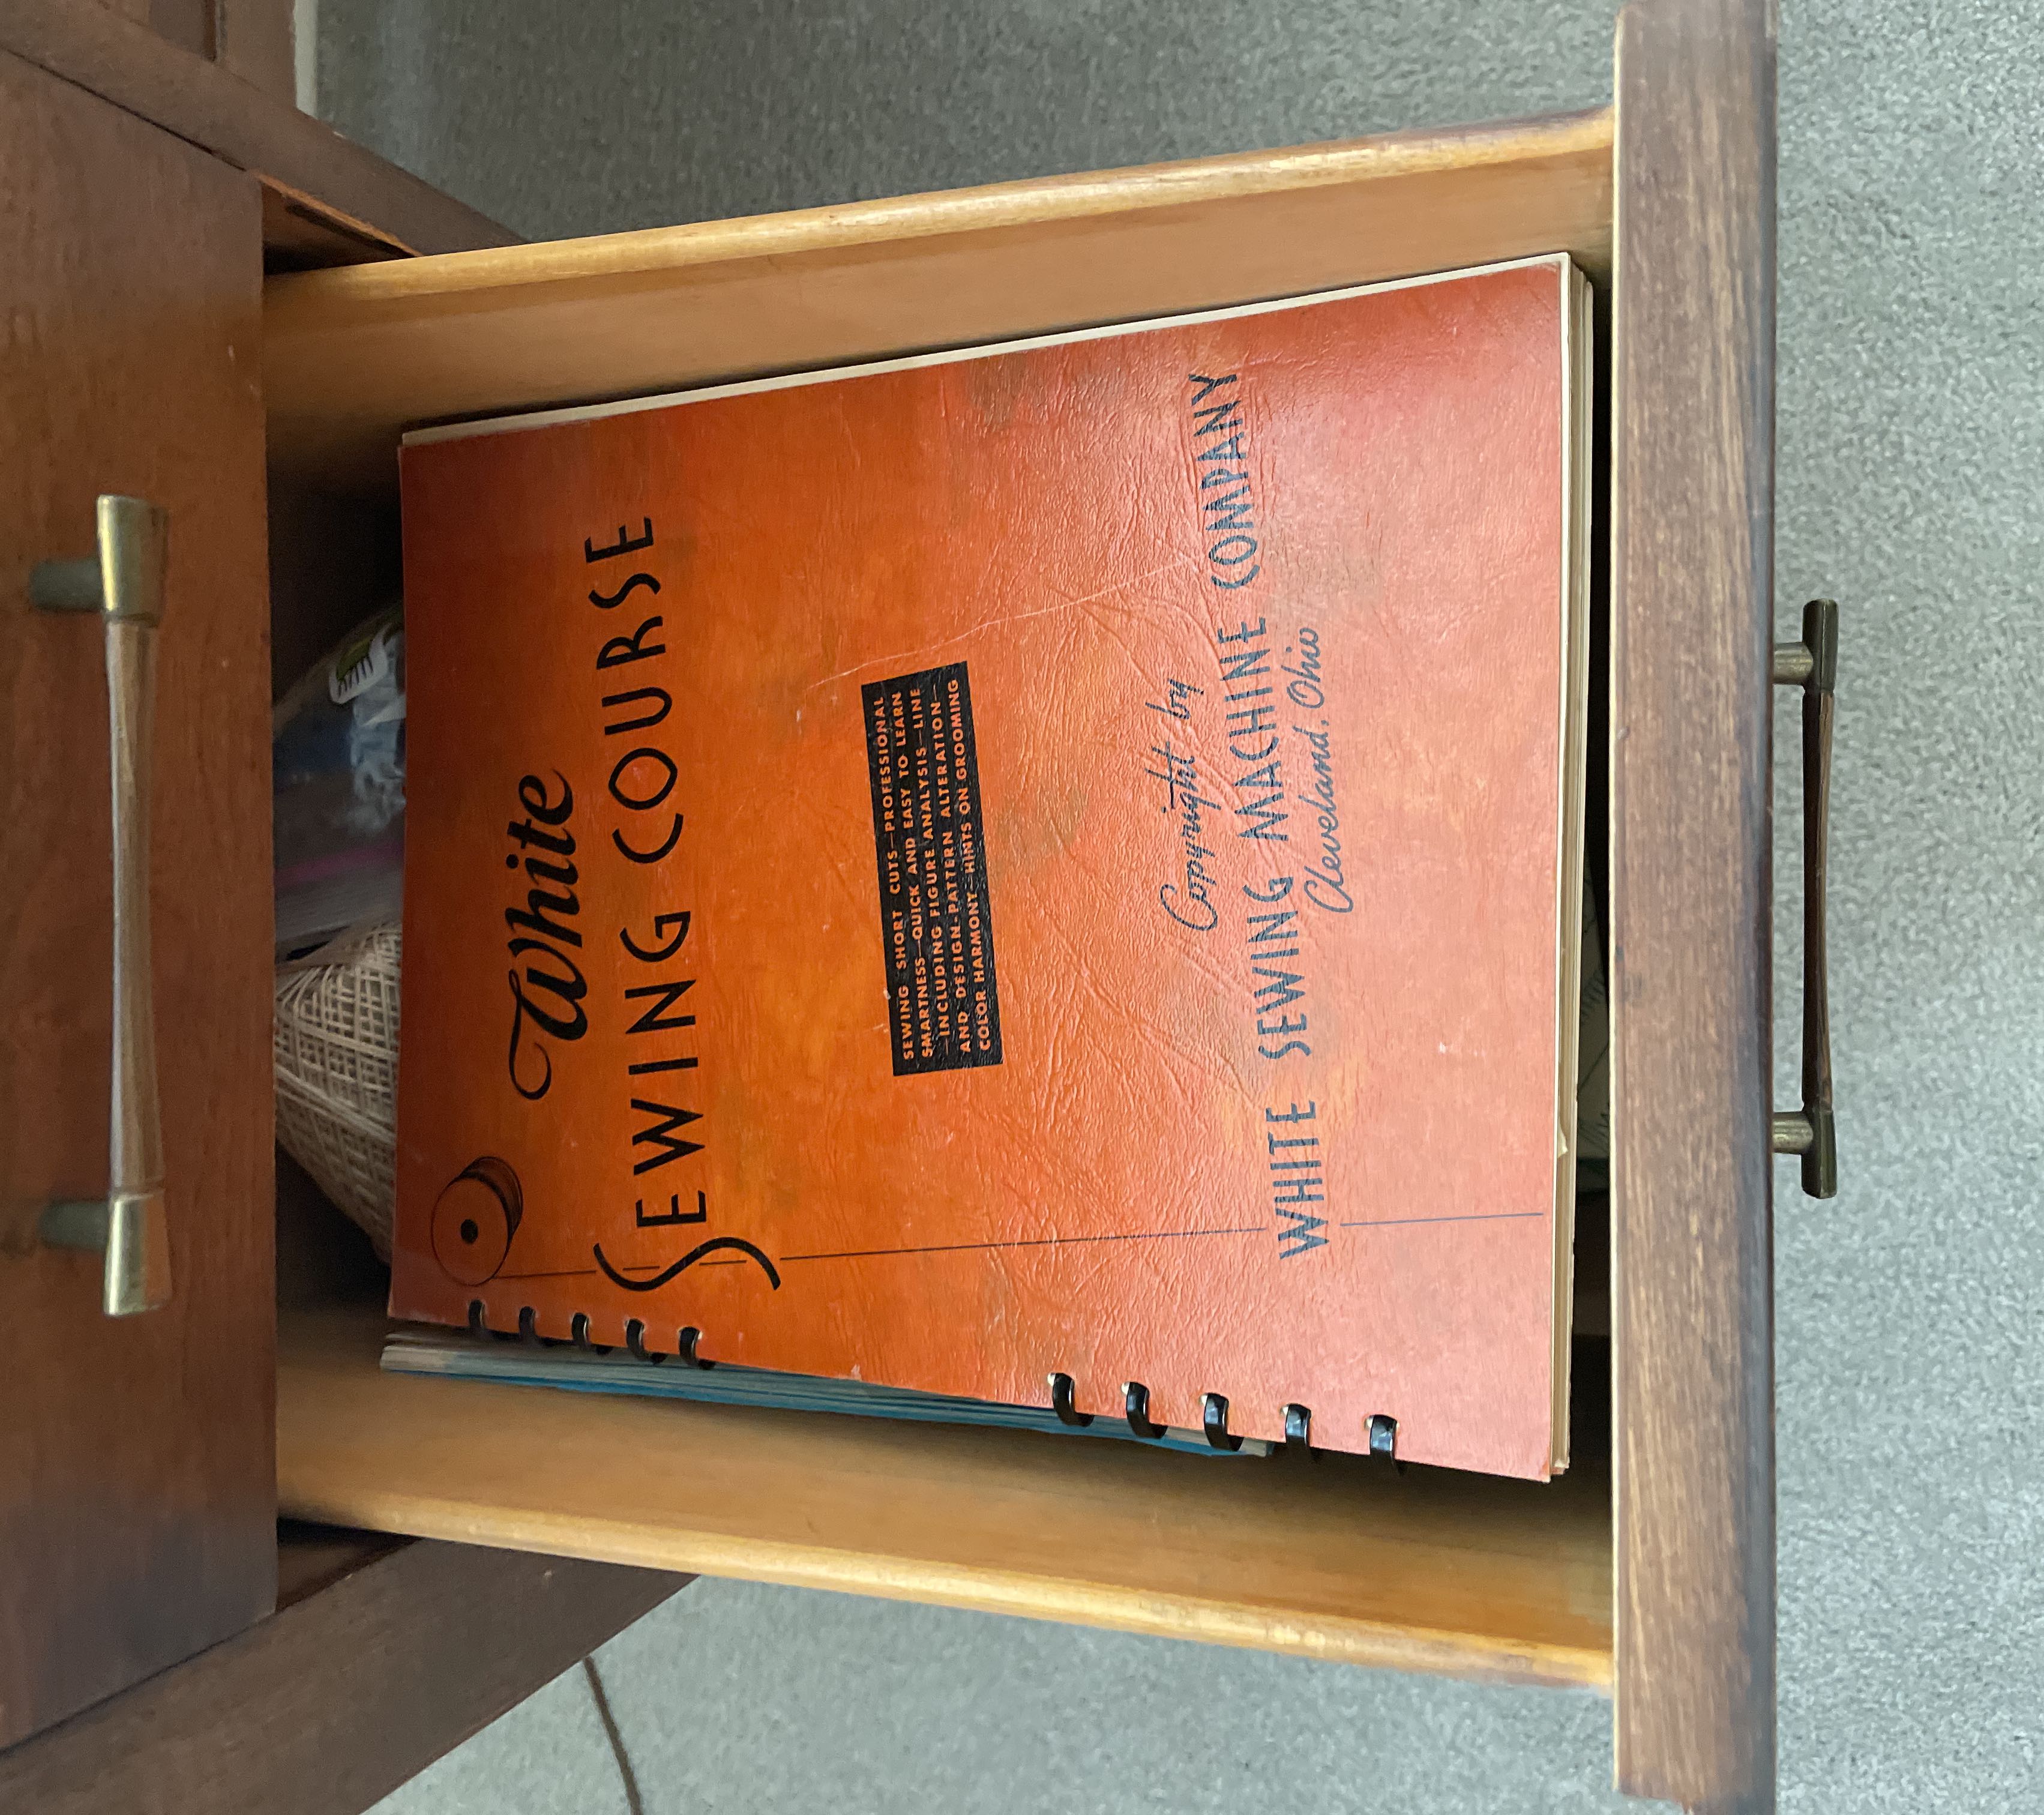 White
SEWING COURSE
SEWING SHORT CUTS—PROFESSIONAL
SMARTNESS—QUICK AND EASY TO LEARN
—INCLUDING FIGURE ANALYSIS—LINE
AND DESIGN—PATTERN ALTERATION—
COLOR HARMONY—HINTS ON GROOMING
Copyright by
WHITE SEWING MACHINE COMPANY
Cleveland, Ohio